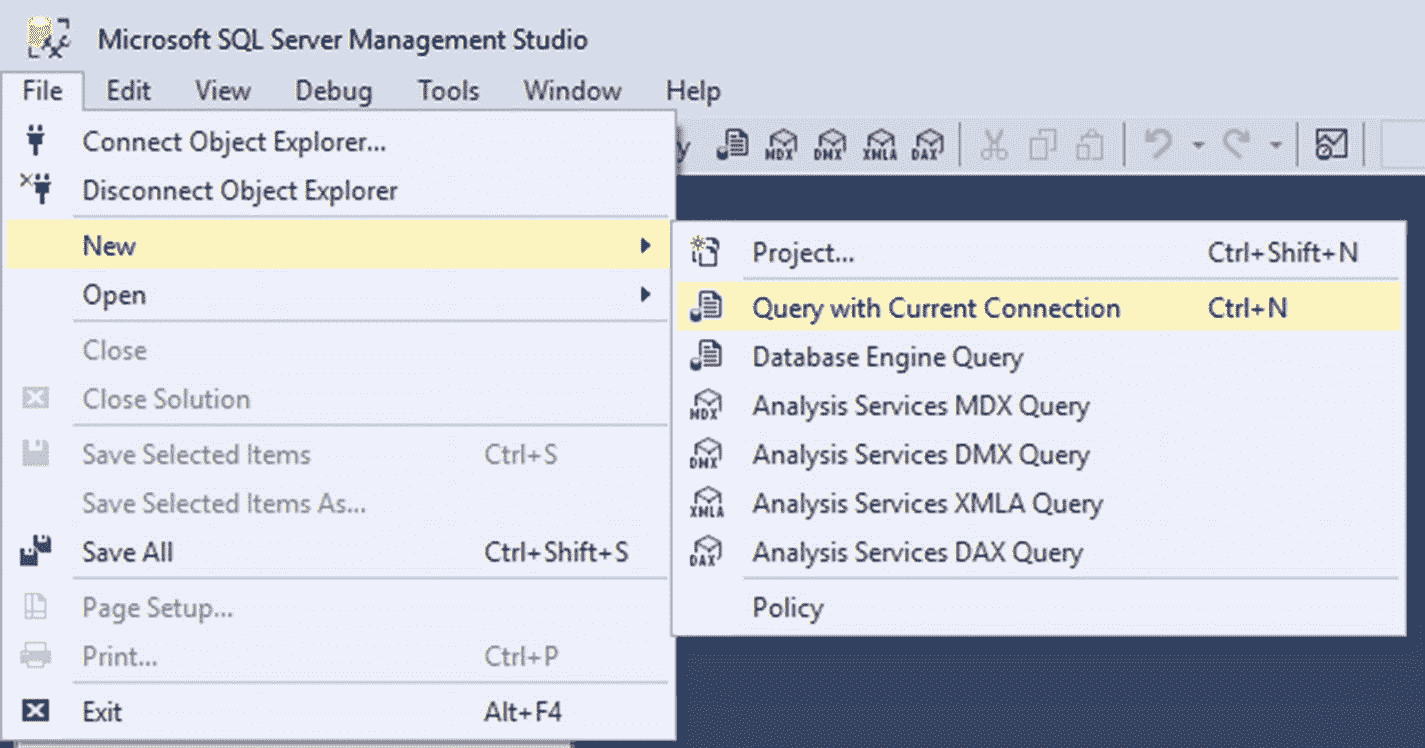 Microsoft SQL Server Management Studio
File Edit View Debug Tools Window Help
Connect Object Explorer...
MDX DMX XMLA DAX
Disconnect Object Explorer
New
Project... Ctrl+Shift+N
Open
Query with Current Connection Ctrl+N
Close
Database Engine Query
Close Solution
Analysis Services MDX Query
MDX
Save Selected Items Ctrl+S
Analysis Services DMX Query
DMX
Save Selected Items As...
Analysis Services XMLA Query
XMLA
Save All Ctrl+Shift+S
Analysis Services DAX Query
DAX
Page Setup...
Policy
Print... Ctrl+P
Exit Alt+F4